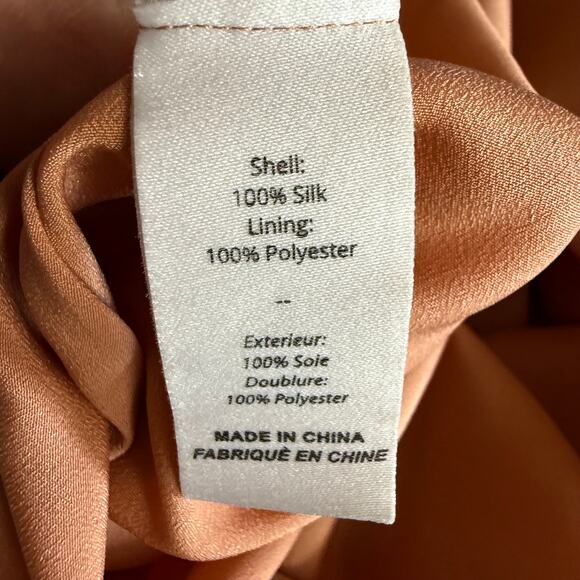 Shell:
100% Silk
Lining:
100% Polyester
--
Exterieur:
100% Soie
Doublure:
100% Polyester
MADE IN CHINA
FABRIQUÈ EN CHINE